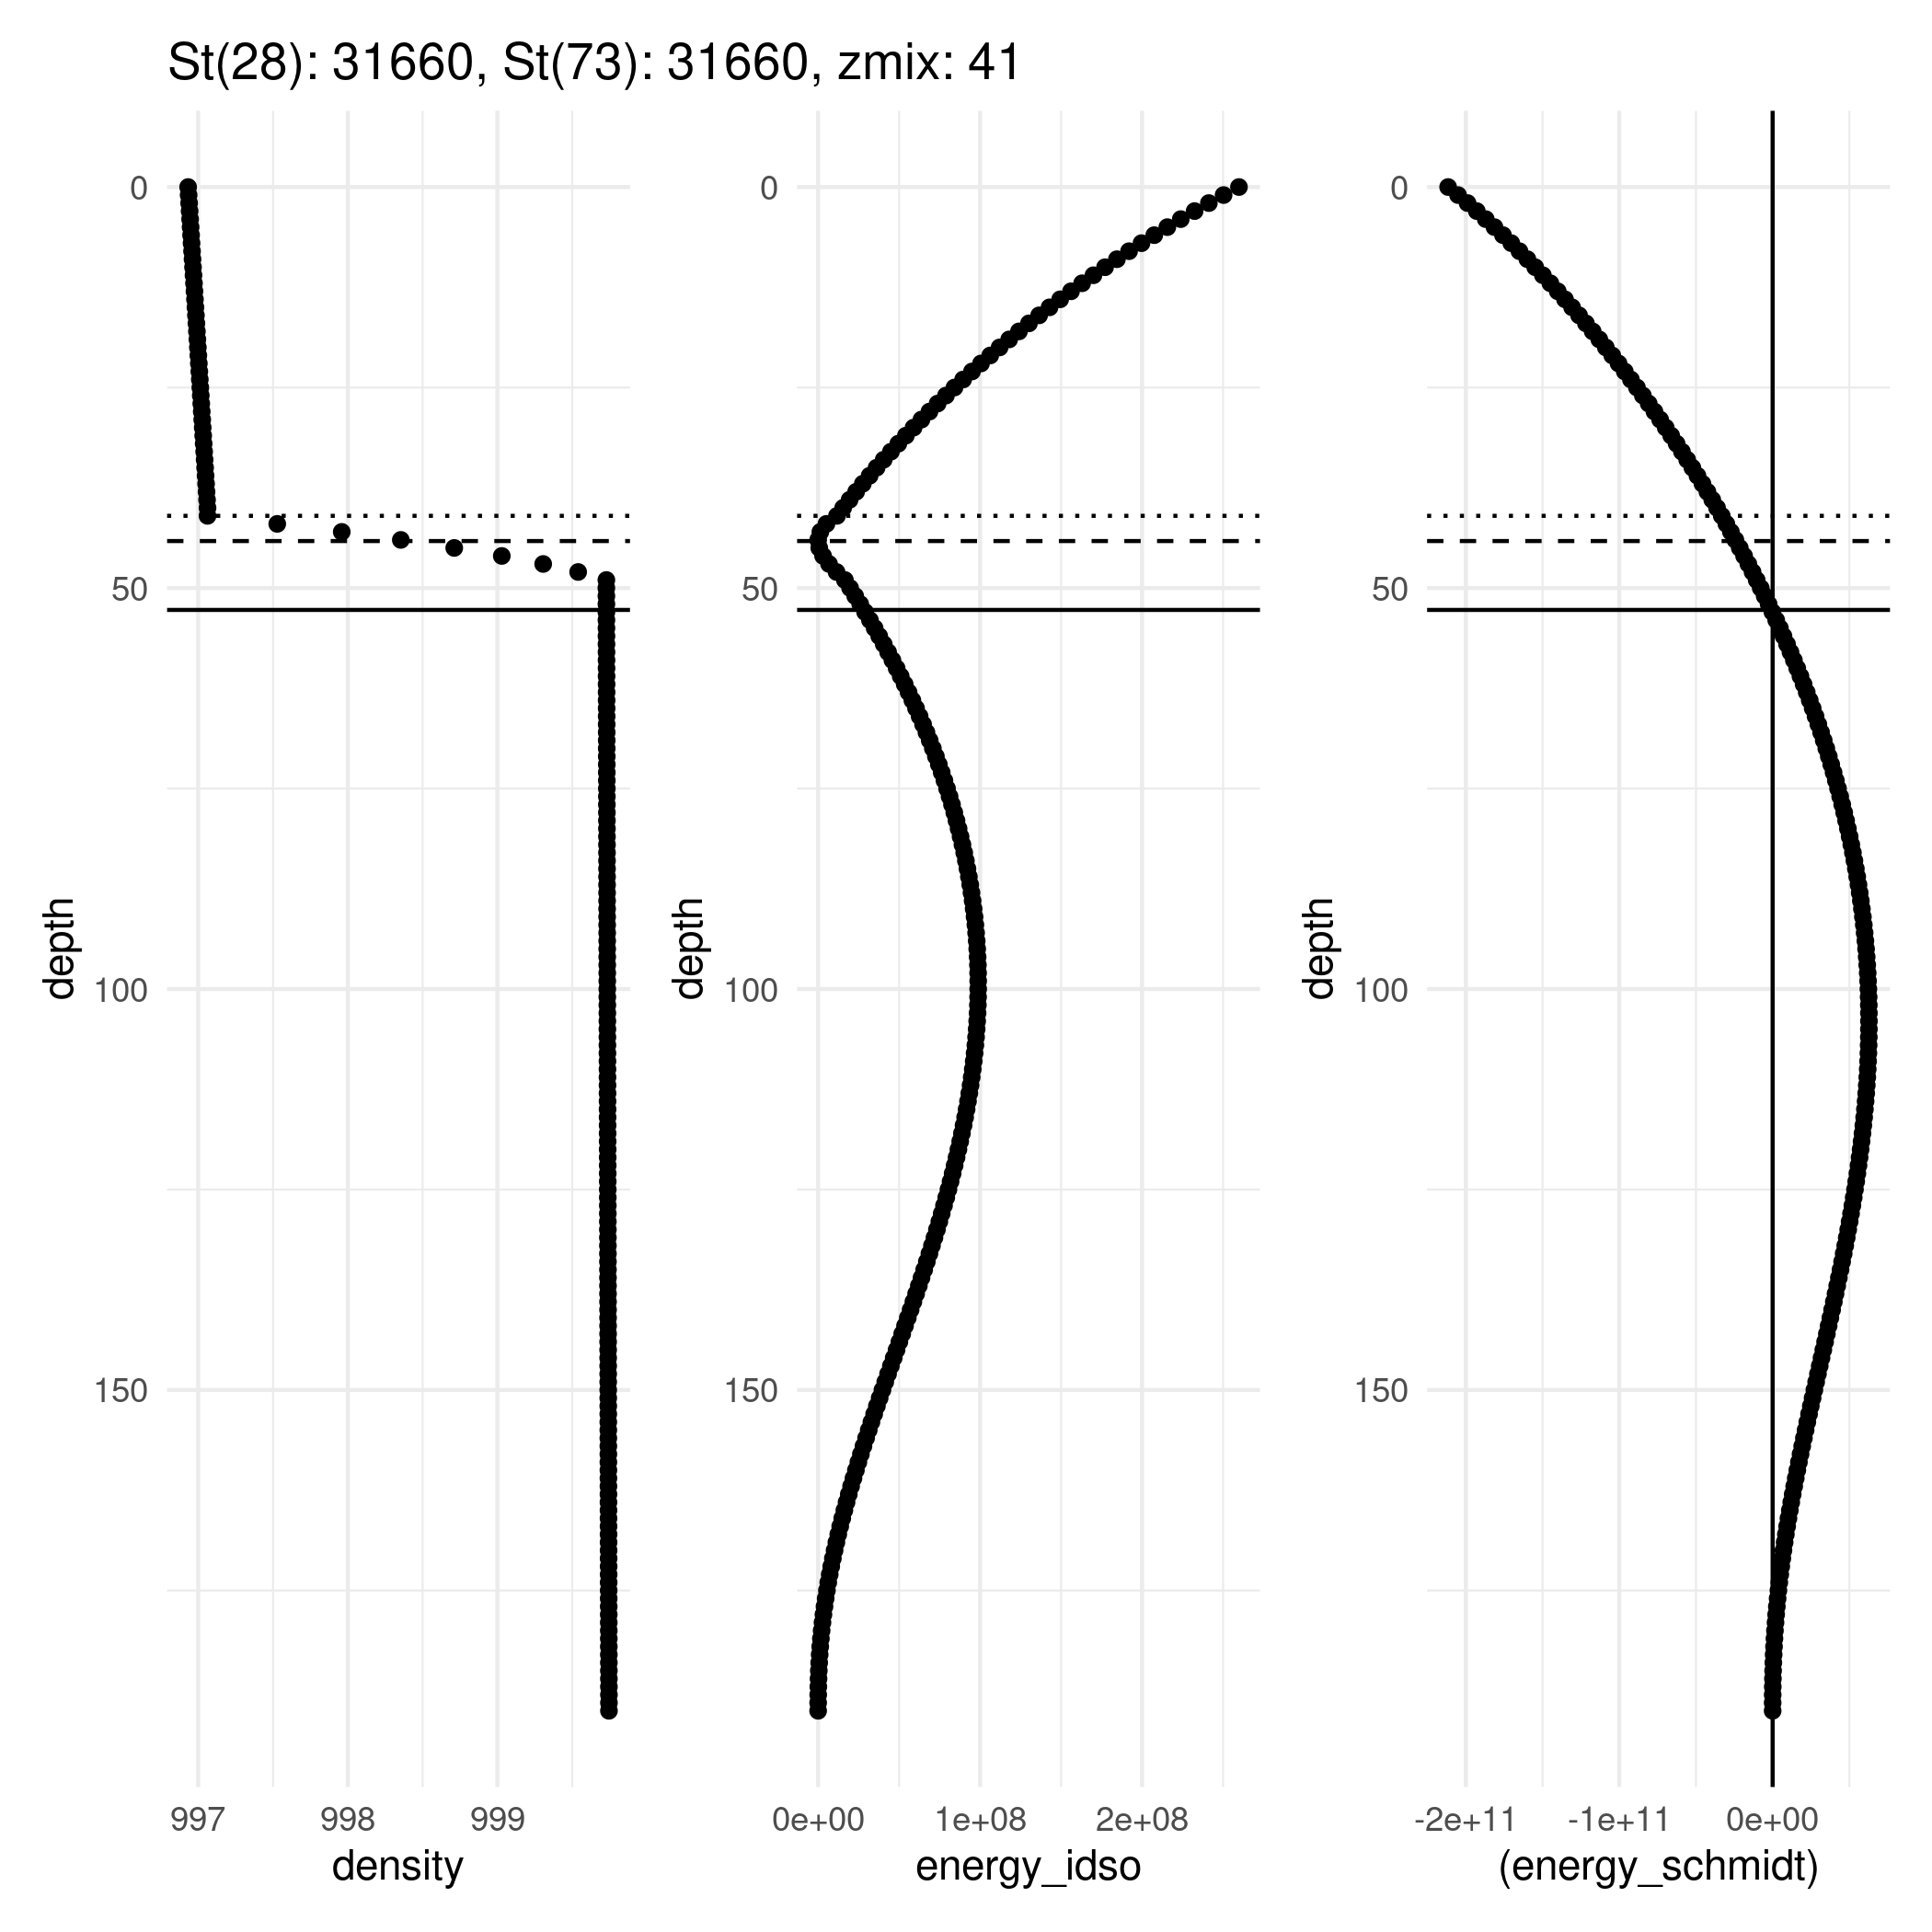 St(28): 31660, St(73): 31660, zmix: 41
0
50
100
150
depth
997 998 999
density
0
50
100
150
depth
0e+00 1e+08 2e+08
energy_idso
0
50
100
150
depth
-2e+11 -1e+11 0e+00
(energy_schmidt)